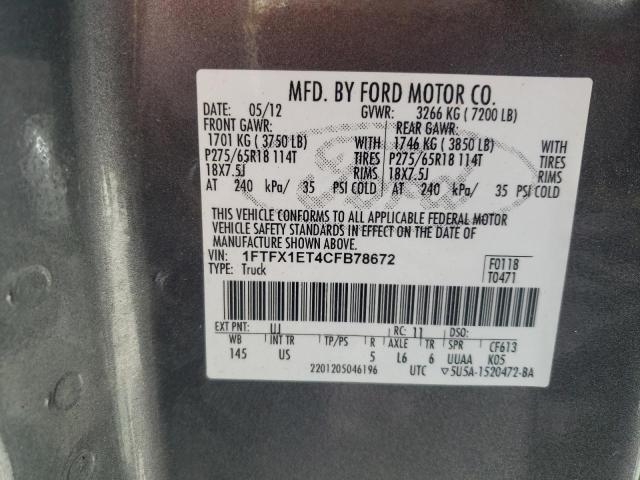 MFD. BY FORD MOTOR CO.
DATE: 05/12 GVWR: 3266 KG ( 7200 LB)
FRONT GAWR: REAR GAWR:
1701 KG ( 3750 LB) WITH 1746 KG ( 3850 LB) WITH
P275/65R18 114T TIRES P275/65R18 114T TIRES
18X7.5J RIMS 18X7.5J RIMS
AT 240 kPa/ 35 PSI COLD AT 240 kPa/ 35 PSI COLD
THIS VEHICLE CONFORMS TO ALL APPLICABLE FEDERAL MOTOR
VEHICLE SAFETY STANDARDS IN EFFECT ON THE DATE OF
MANUFACTURE SHOWN ABOVE.
VIN: 1FTFX1ET4CFB78672 F0118
TYPE: Truck T0471
EXT PNT: UJ RC: 11 DSO:
WB INT TR TP/PS R AXLE TR SPR CF613
145 US 5 L6 6 UUAA K05
2201205046196 UTC ▽5U5A-1520472-BA
Ford